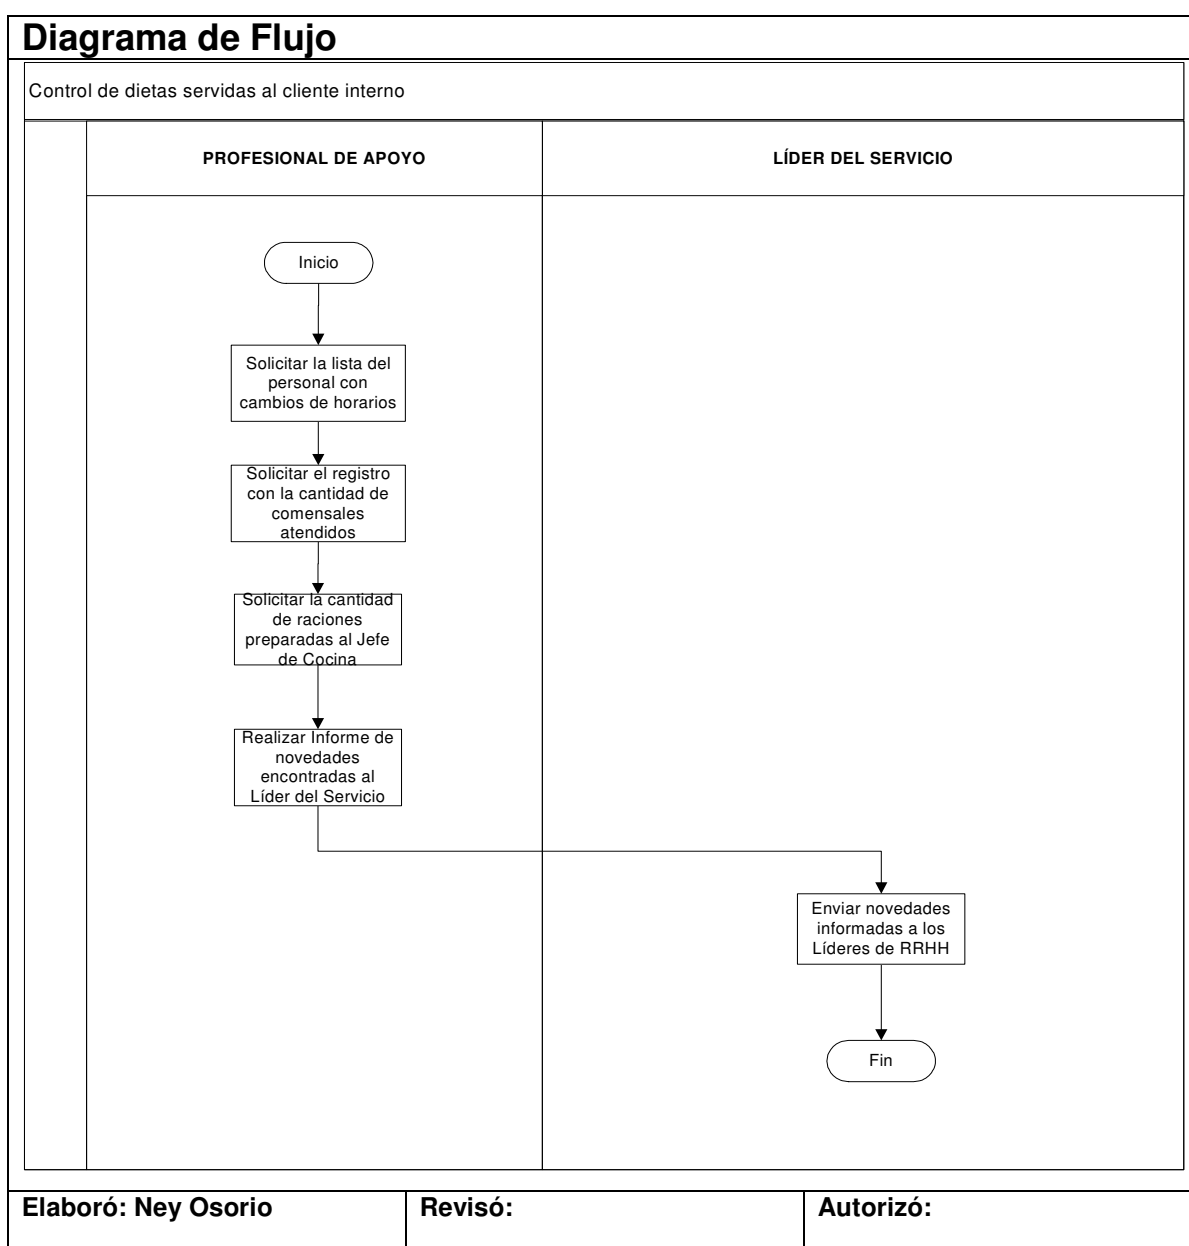 Diagrama de Flujo
Control de dietas servidas al cliente interno
PROFESIONAL DE APOYO
LÍDER DEL SERVICIO
Inicio
Solicitar la lista del
personal con
cambios de horarios
Solicitar el registro
con la cantidad de
comensales
atendidos
Solicitar la cantidad
de raciones
preparadas al Jefe
de Cocina
Realizar Informe de
novedades
encontradas al
Líder del Servicio
Enviar novedades
informadas a los
Líderes de RRHH
Fin
Elaboró: Ney Osorio
Revisó:
Autorizó: